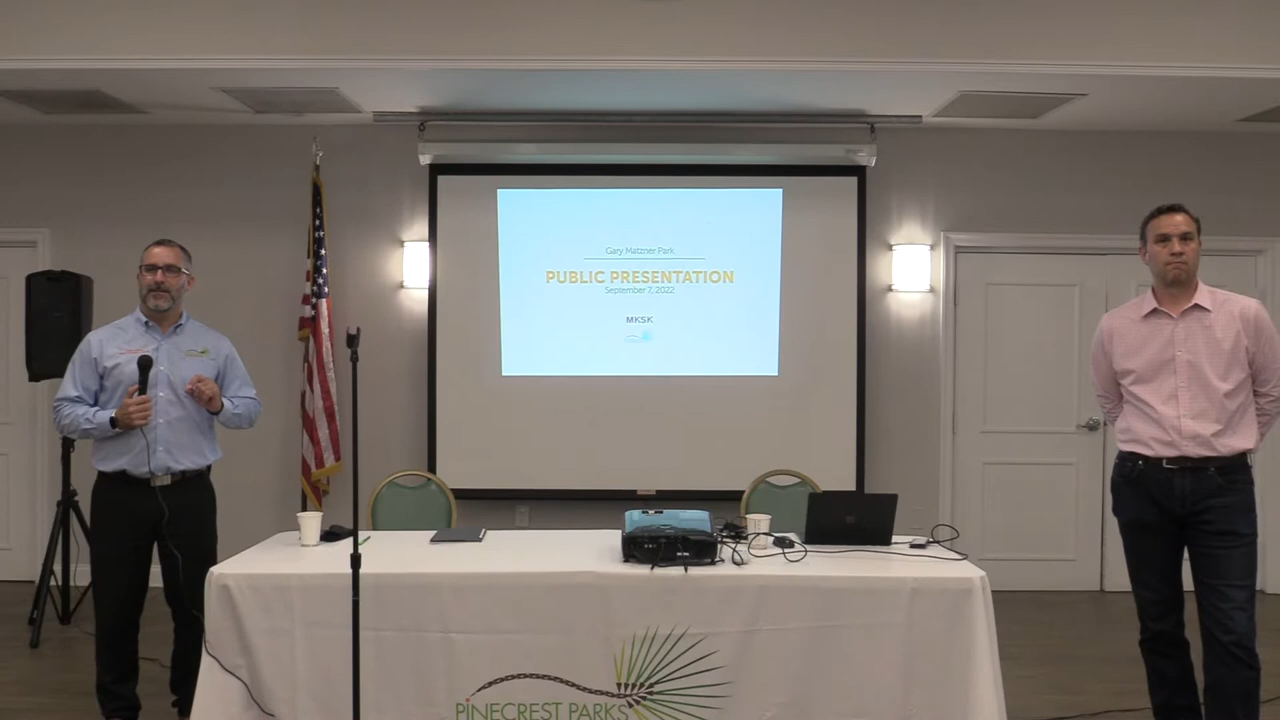 Gary Matzner Park
PUBLIC PRESENTATION
September 7, 2022
MKSK
PINECREST PARKS